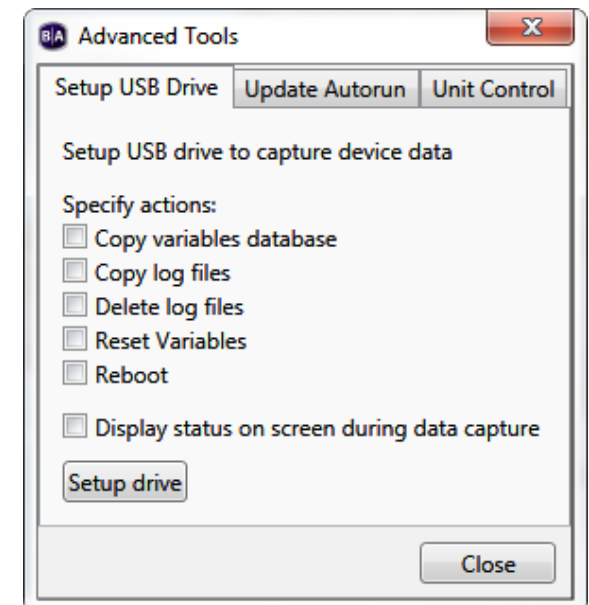 B A Advanced Tools
Setup USB Drive Update Autorun Unit Control
Setup USB drive to capture device data
Specify actions:
Copy variables database
Copy log files
Delete log files
Reset Variables
Reboot
Display status on screen during data capture
Setup drive
Close